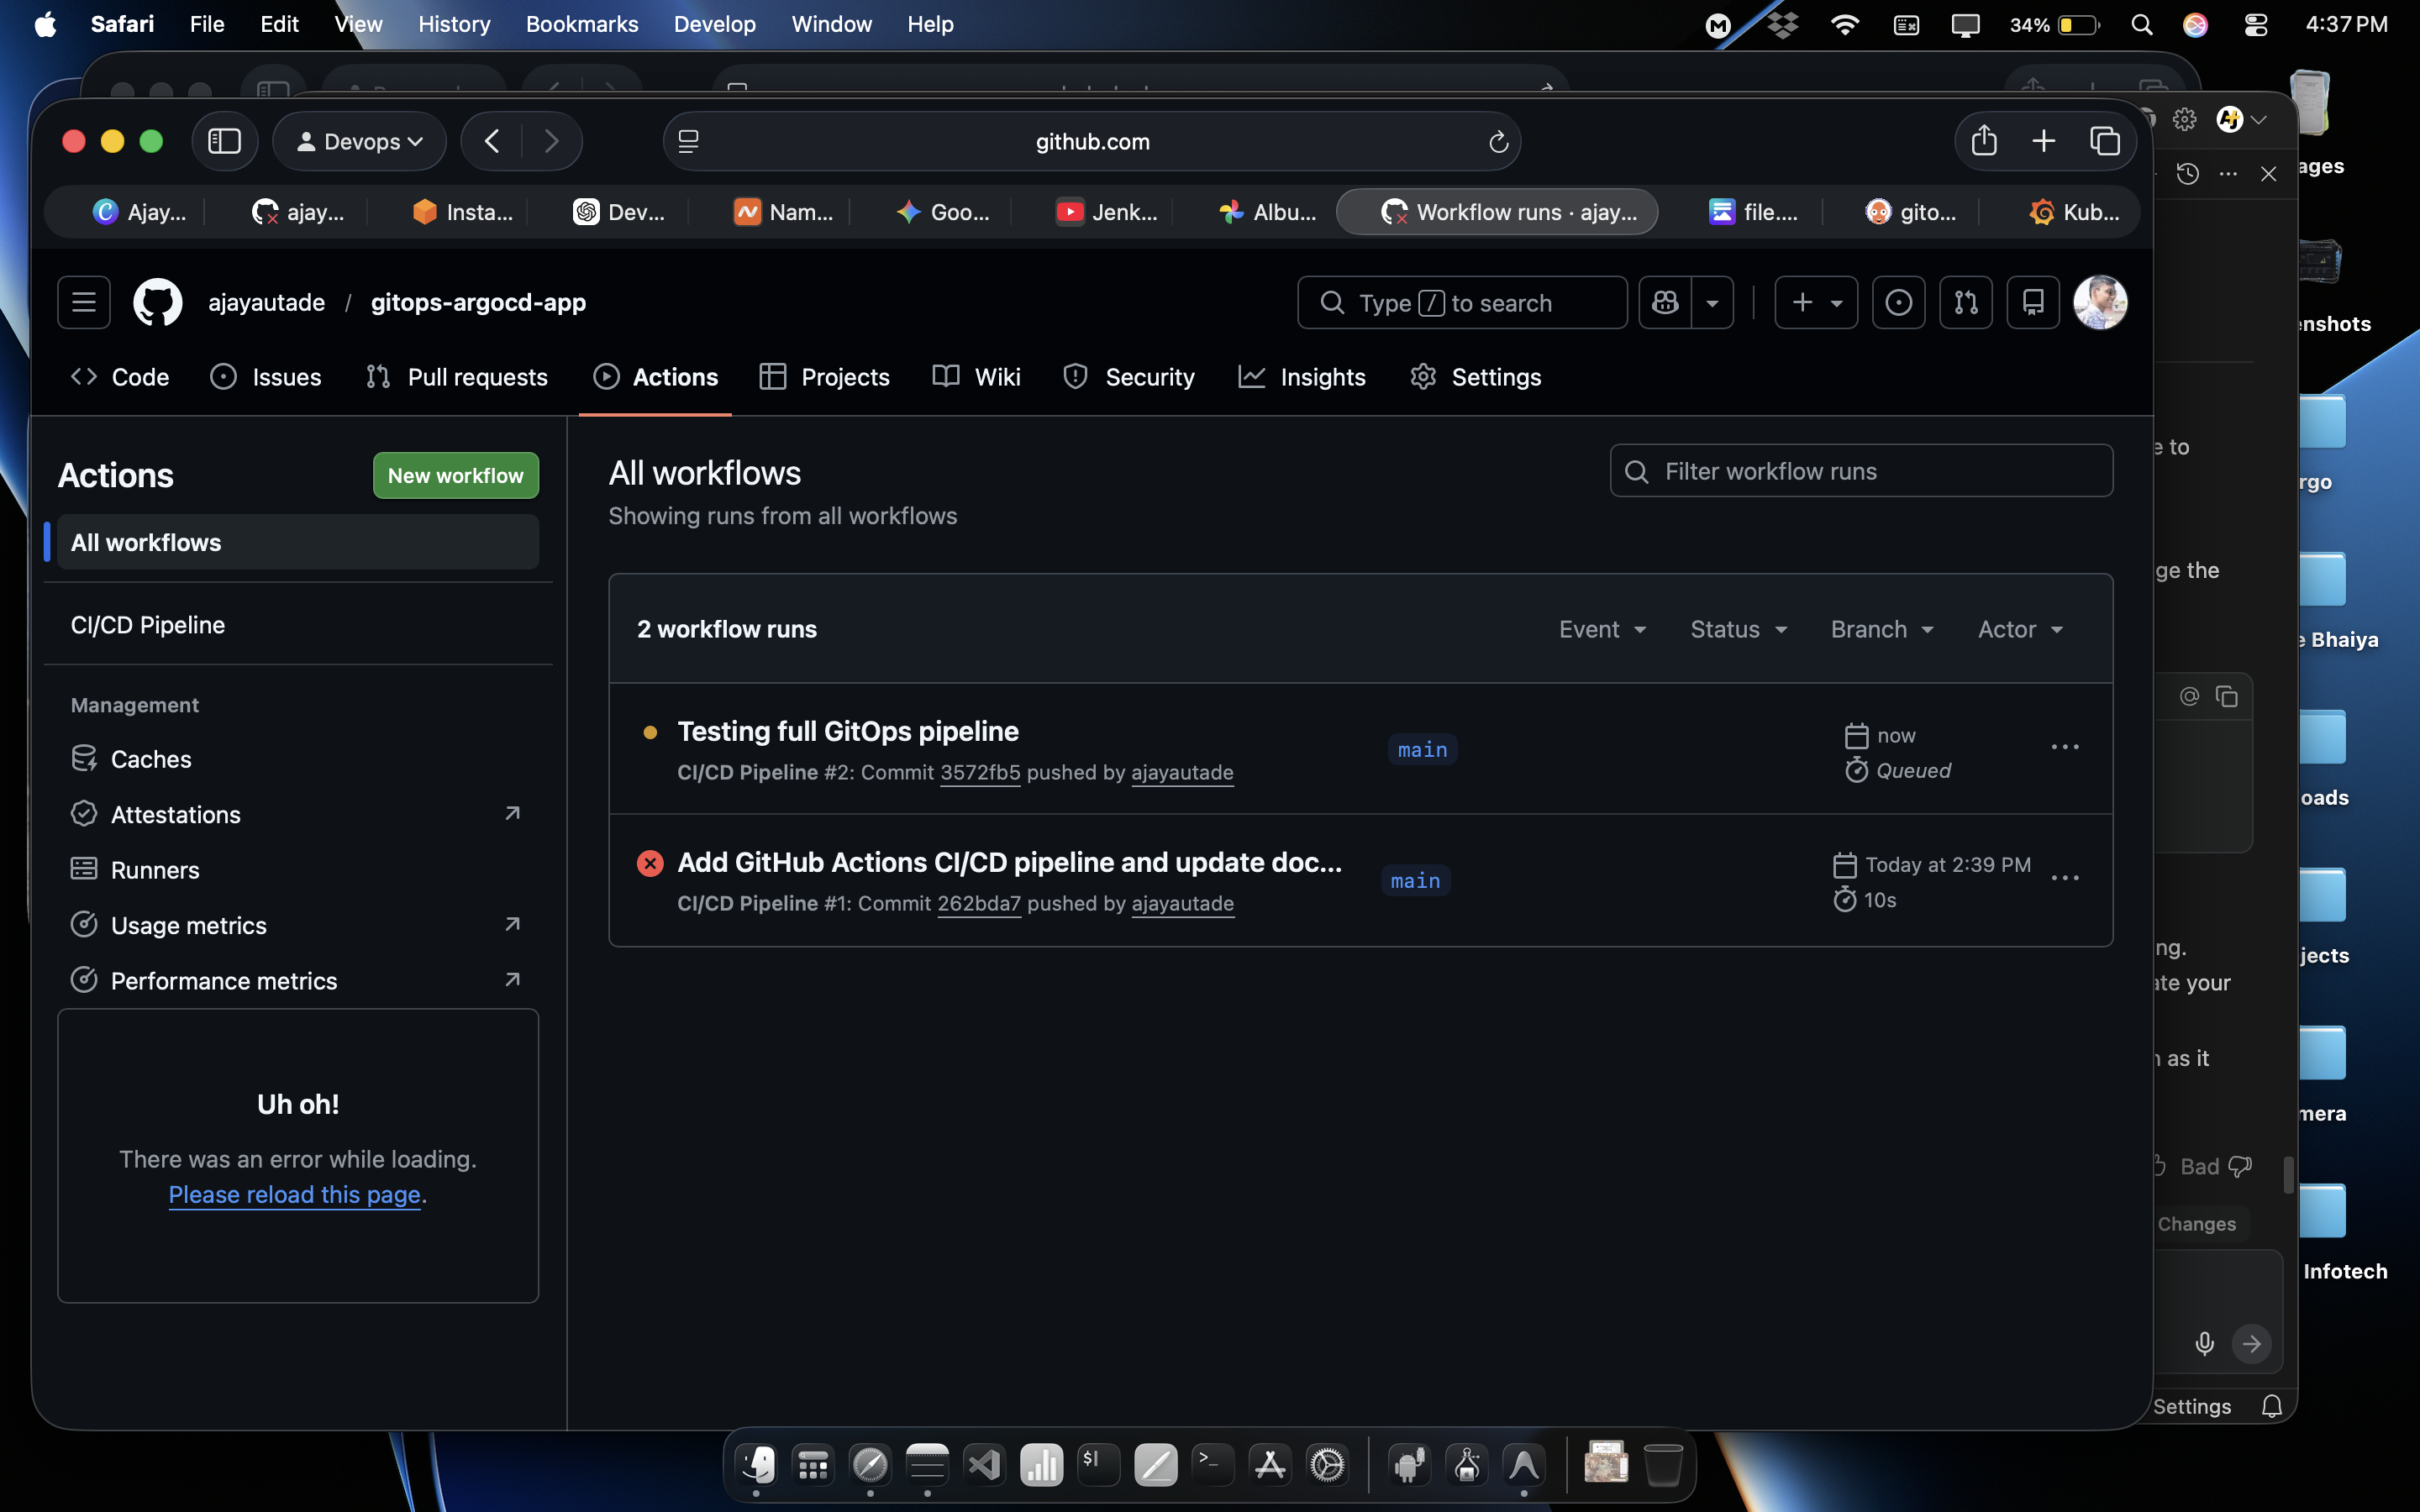 Safari File Edit View History Bookmarks Develop Window Help
34% 4:37 PM
Devops
github.com
Ajay... ajay... Insta... Dev... Nam... Goo... Jenk... Albu... Workflow runs · ajay... file.... gito... Kub...
ajayautade / gitops-argocd-app
Type / to search
Code Issues Pull requests Actions Projects Wiki Security Insights Settings
Actions
New workflow
All workflows
CI/CD Pipeline
Management
Caches
Attestations
Runners
Usage metrics
Performance metrics
Uh oh!
There was an error while loading.
Please reload this page.
All workflows
Showing runs from all workflows
Filter workflow runs
2 workflow runs
Event Status Branch Actor
Testing full GitOps pipeline
CI/CD Pipeline #2: Commit 3572fb5 pushed by ajayautade
main
now
Queued
Add GitHub Actions CI/CD pipeline and update doc...
CI/CD Pipeline #1: Commit 262bda7 pushed by ajayautade
main
Today at 2:39 PM
10s
e to
ge the
ng.
ate your
as it
Bad
Changes
Settings
ages
enshots
rgo
e Bhaiya
oads
jects
mera
Infotech